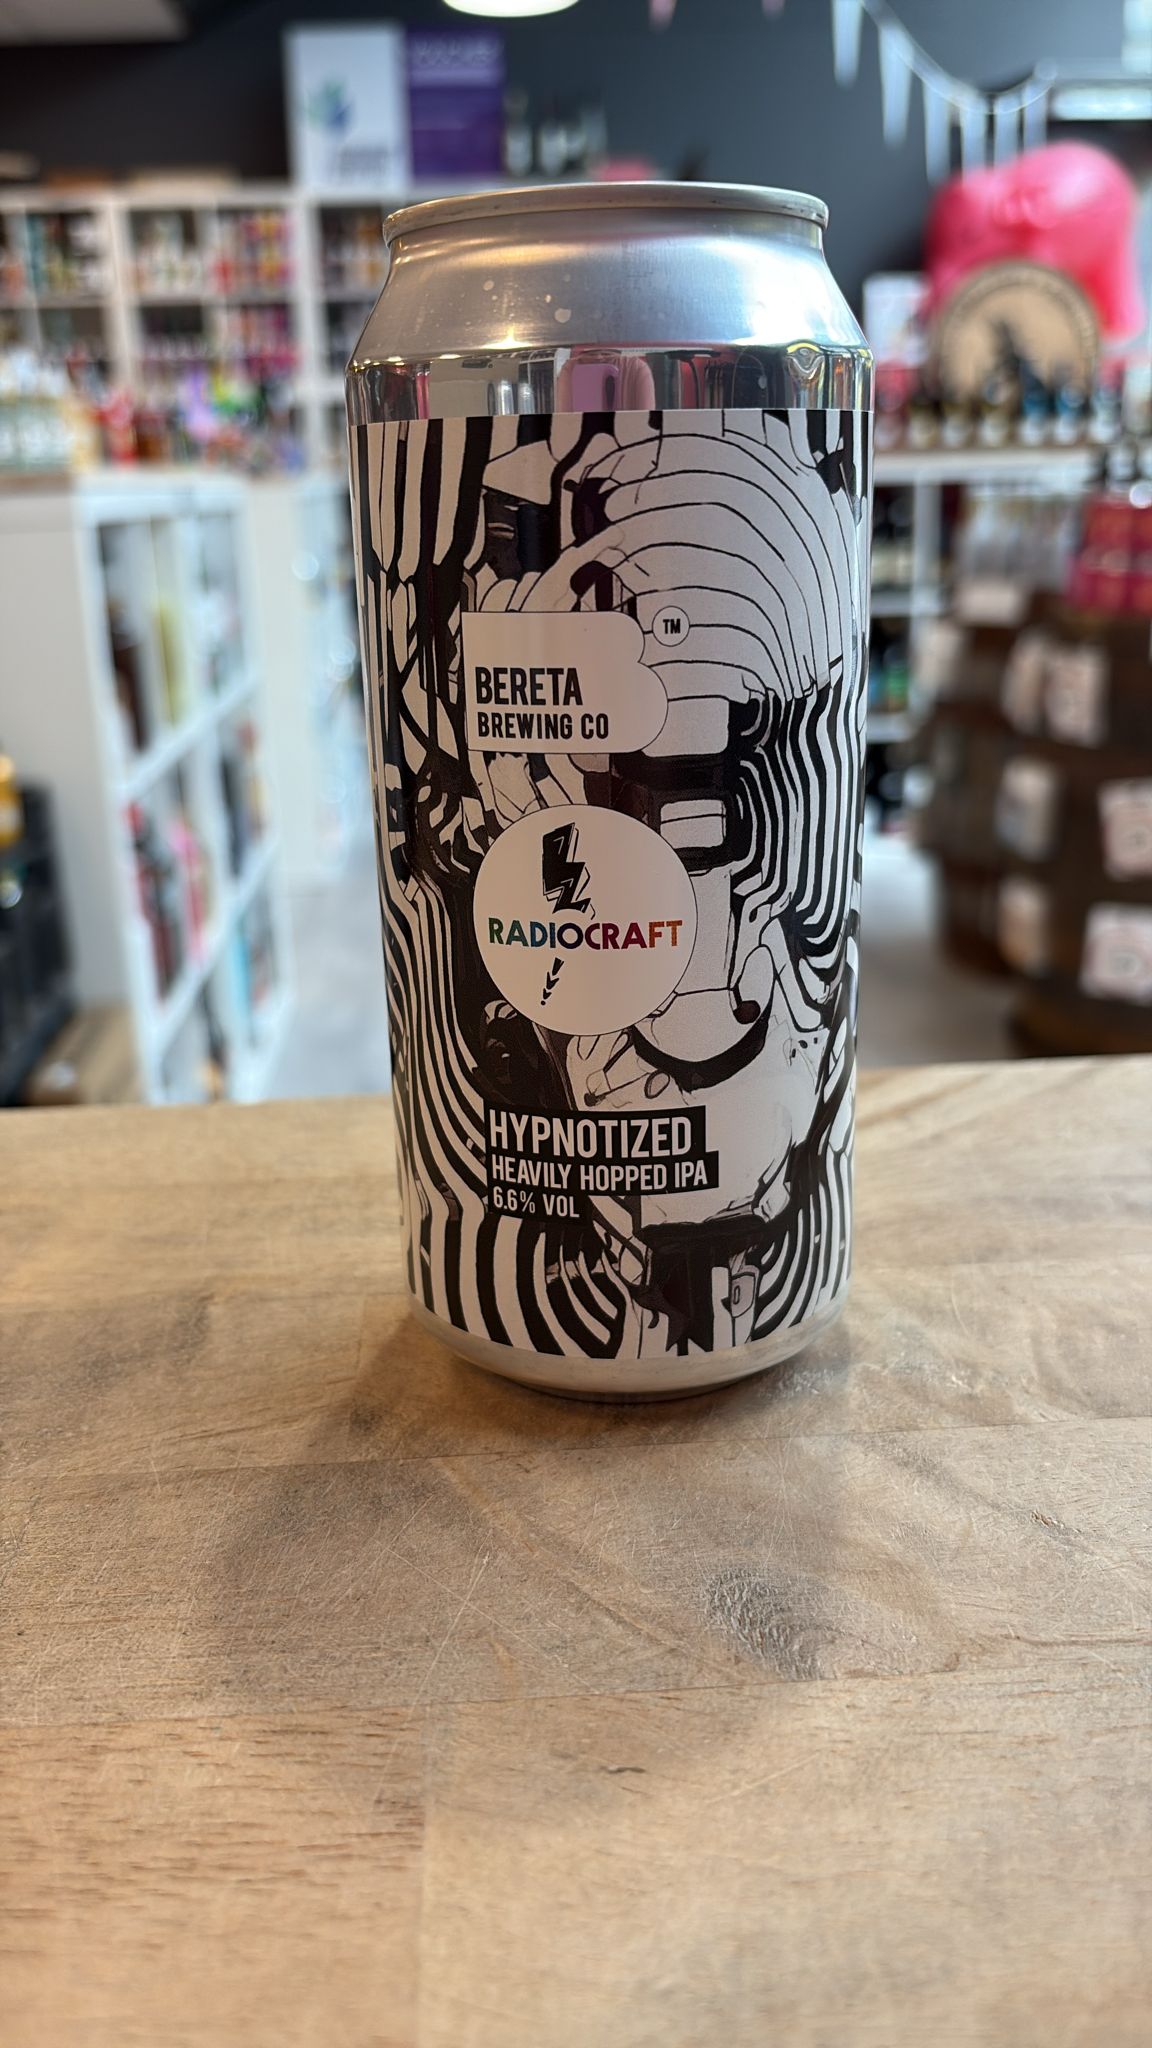 TM
BERETA
BREWING CO
RADIOCRAFT
HYPNOTIZED
HEAVILY HOPPED IPA
6.6% VOL